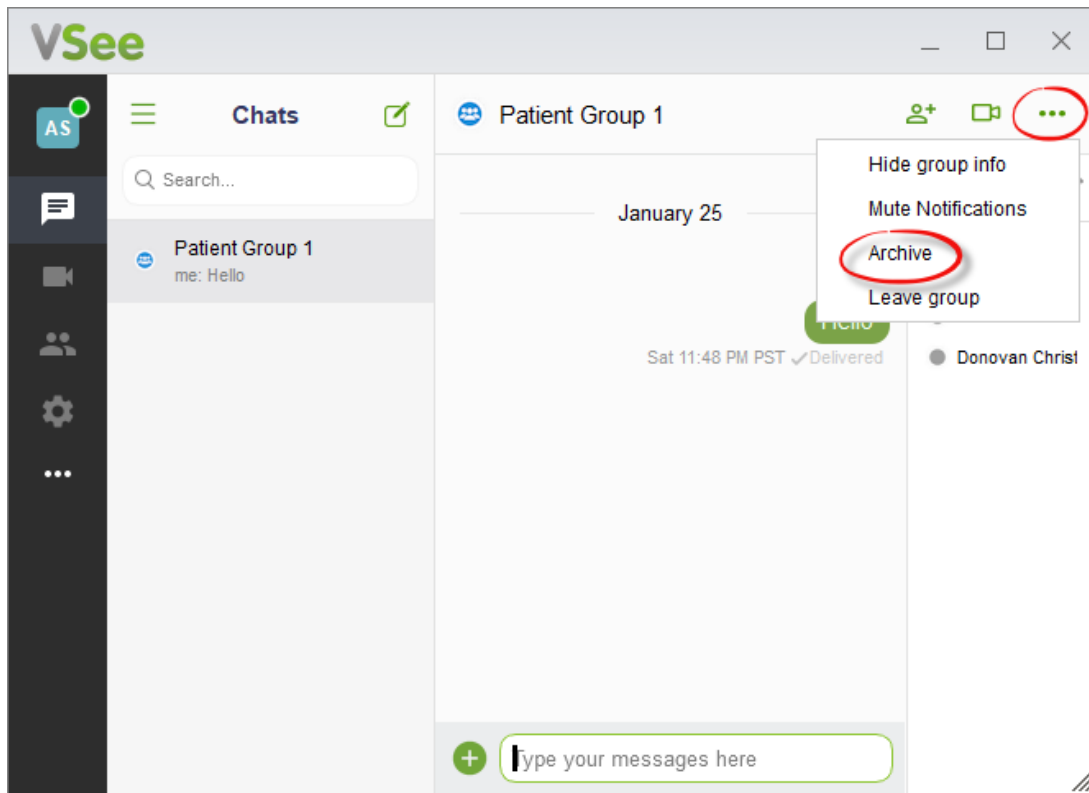 VSee
AS
Chats
Search...
Patient Group 1
me: Hello
Patient Group 1
Hide group info
Mute Notifications
Archive
Leave group
January 25
Hello
Sat 11:48 PM PST ✓Delivered
Donovan Christ
Type your messages here